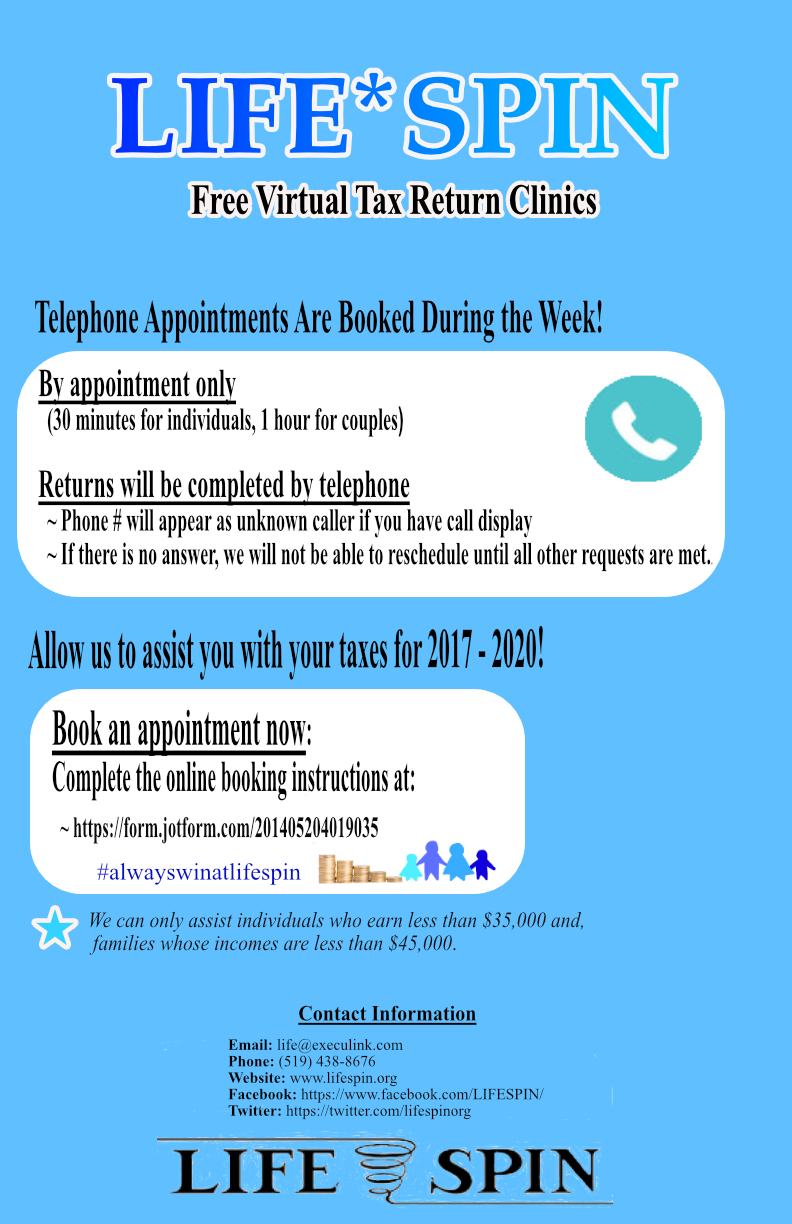 LIFE*SPIN
Free Virtual Tax Return Clinics
Telephone Appointments Are Booked During the Week!
By appointment only
(30 minutes for individuals, 1 hour for couples)
Returns will be completed by telephone
~ Phone # will appear as unknown caller if you have call display
~ If there is no answer, we will not be able to reschedule until all other requests are met..
Allow us to assist you with your taxes for 2017 - 2020!
Book an appointment now:
Complete the online booking instructions at:
~ https://form.jotform.com/201405204019035
#alwayswinatlifespin
We can only assist individuals who earn less than $35,000 and,
families whose incomes are less than $45,000.
Contact Information
Email: life@execulink.com
Phone: (519) 438-8676
Website: www.lifespin.org
Facebook: https://www.facebook.com/LIFESPIN/
Twitter: https://twitter.com/lifespinorg
LIFE SPIN